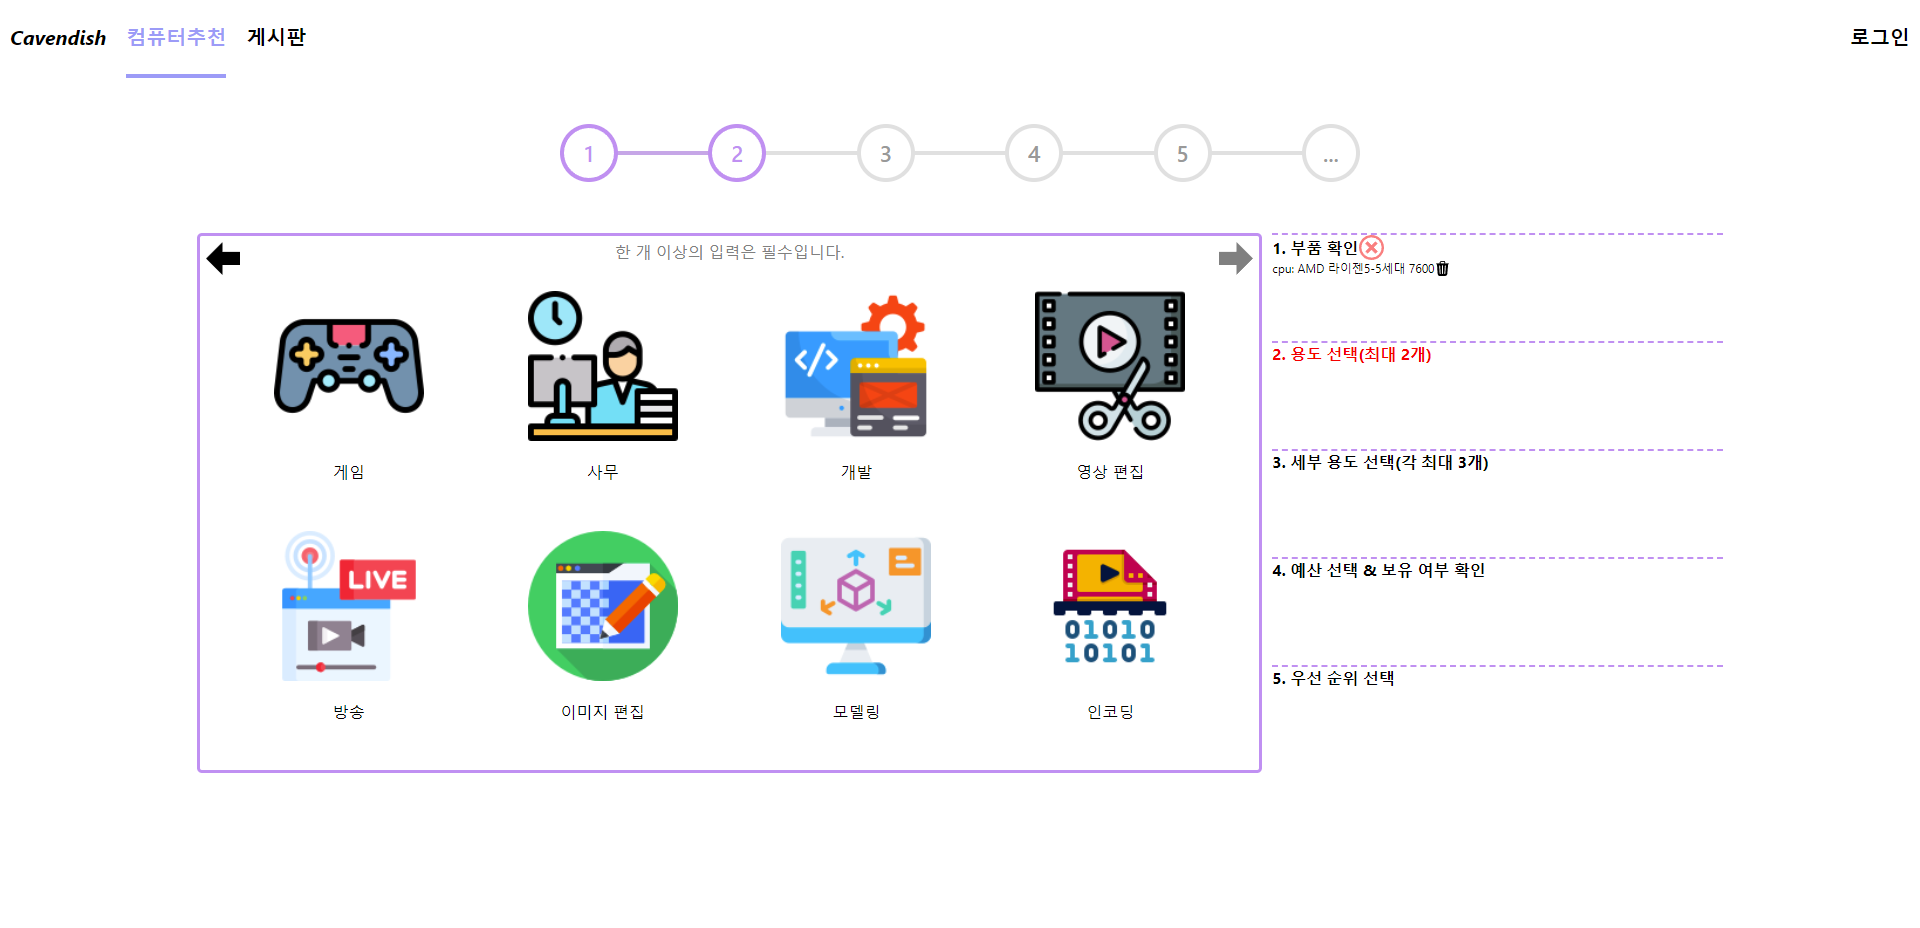 Cavendish 컴퓨터추천 게시판 로그인
1 2 3 4 5 ...
한 개 이상의 입력은 필수입니다.
게임 사무 개발 영상 편집
LIVE
01010
10101
방송 이미지 편집 모델링 인코딩
1. 부품 확인
cpu: AMD 라이젠5-5세대 7600
2. 용도 선택(최대 2개)
3. 세부 용도 선택(각 최대 3개)
4. 예산 선택 & 보유 여부 확인
5. 우선 순위 선택